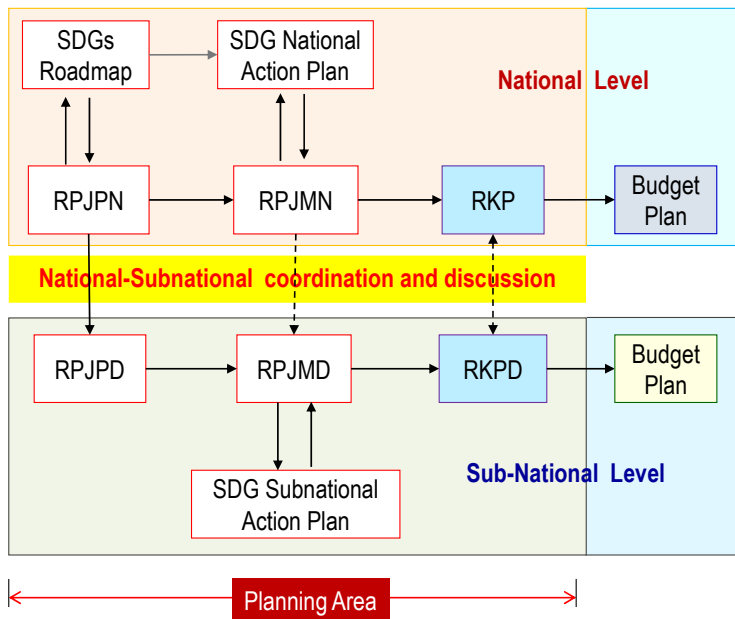 SDGs
Roadmap
SDG National
Action Plan
National Level
RPJPN
RPJMN
RKP
Budget
Plan
National-Subnational coordination and discussion
RPJPD
RPJMD
RKPD
Budget
Plan
Sub-National Level
SDG Subnational
Action Plan
Planning Area